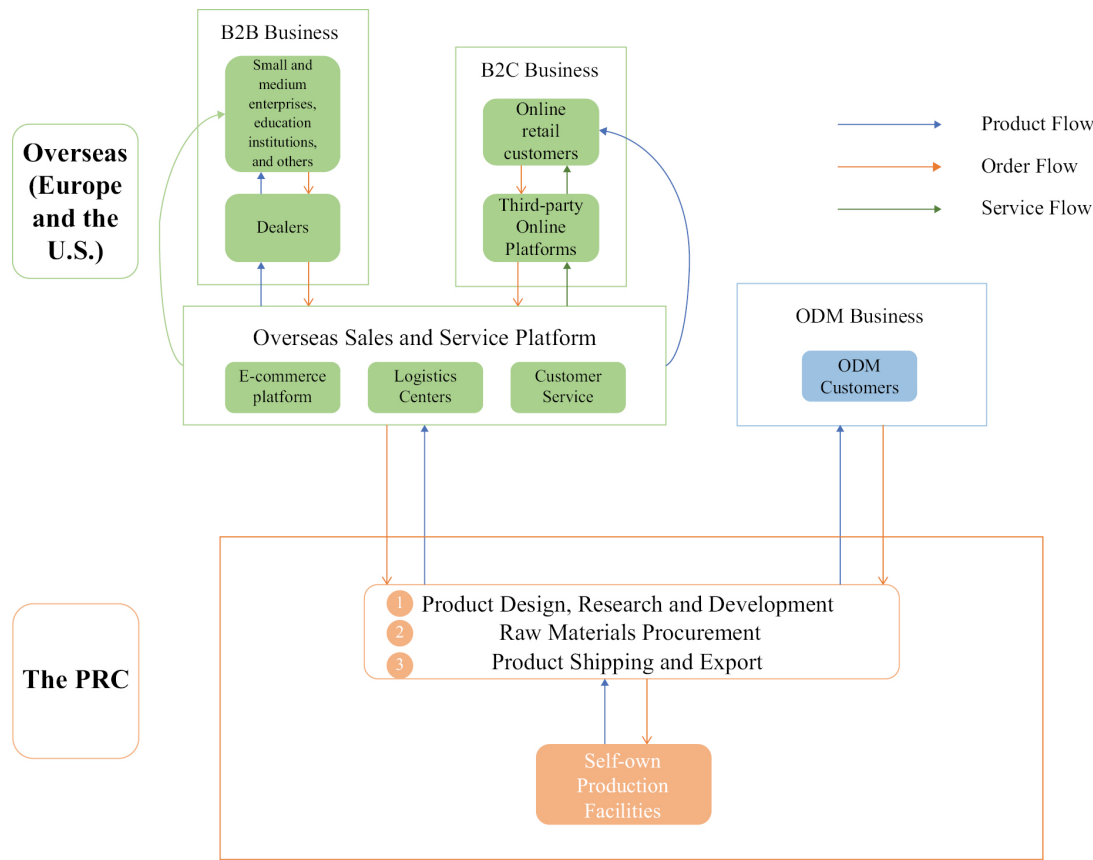 B2B Business
Small and
medium
enterprises,
education
institutions,
and others
Dealers
B2C Business
Online
retail
customers
Third-party
Online
Platforms
Product Flow
Order Flow
Service Flow
Overseas
(Europe
and the
U.S.)
Overseas Sales and Service Platform
E-commerce
platform
Logistics
Centers
Customer
Service
ODM Business
ODM
Customers
The PRC
1 Product Design, Research and Development
2 Raw Materials Procurement
3 Product Shipping and Export
Self-own
Production
Facilities